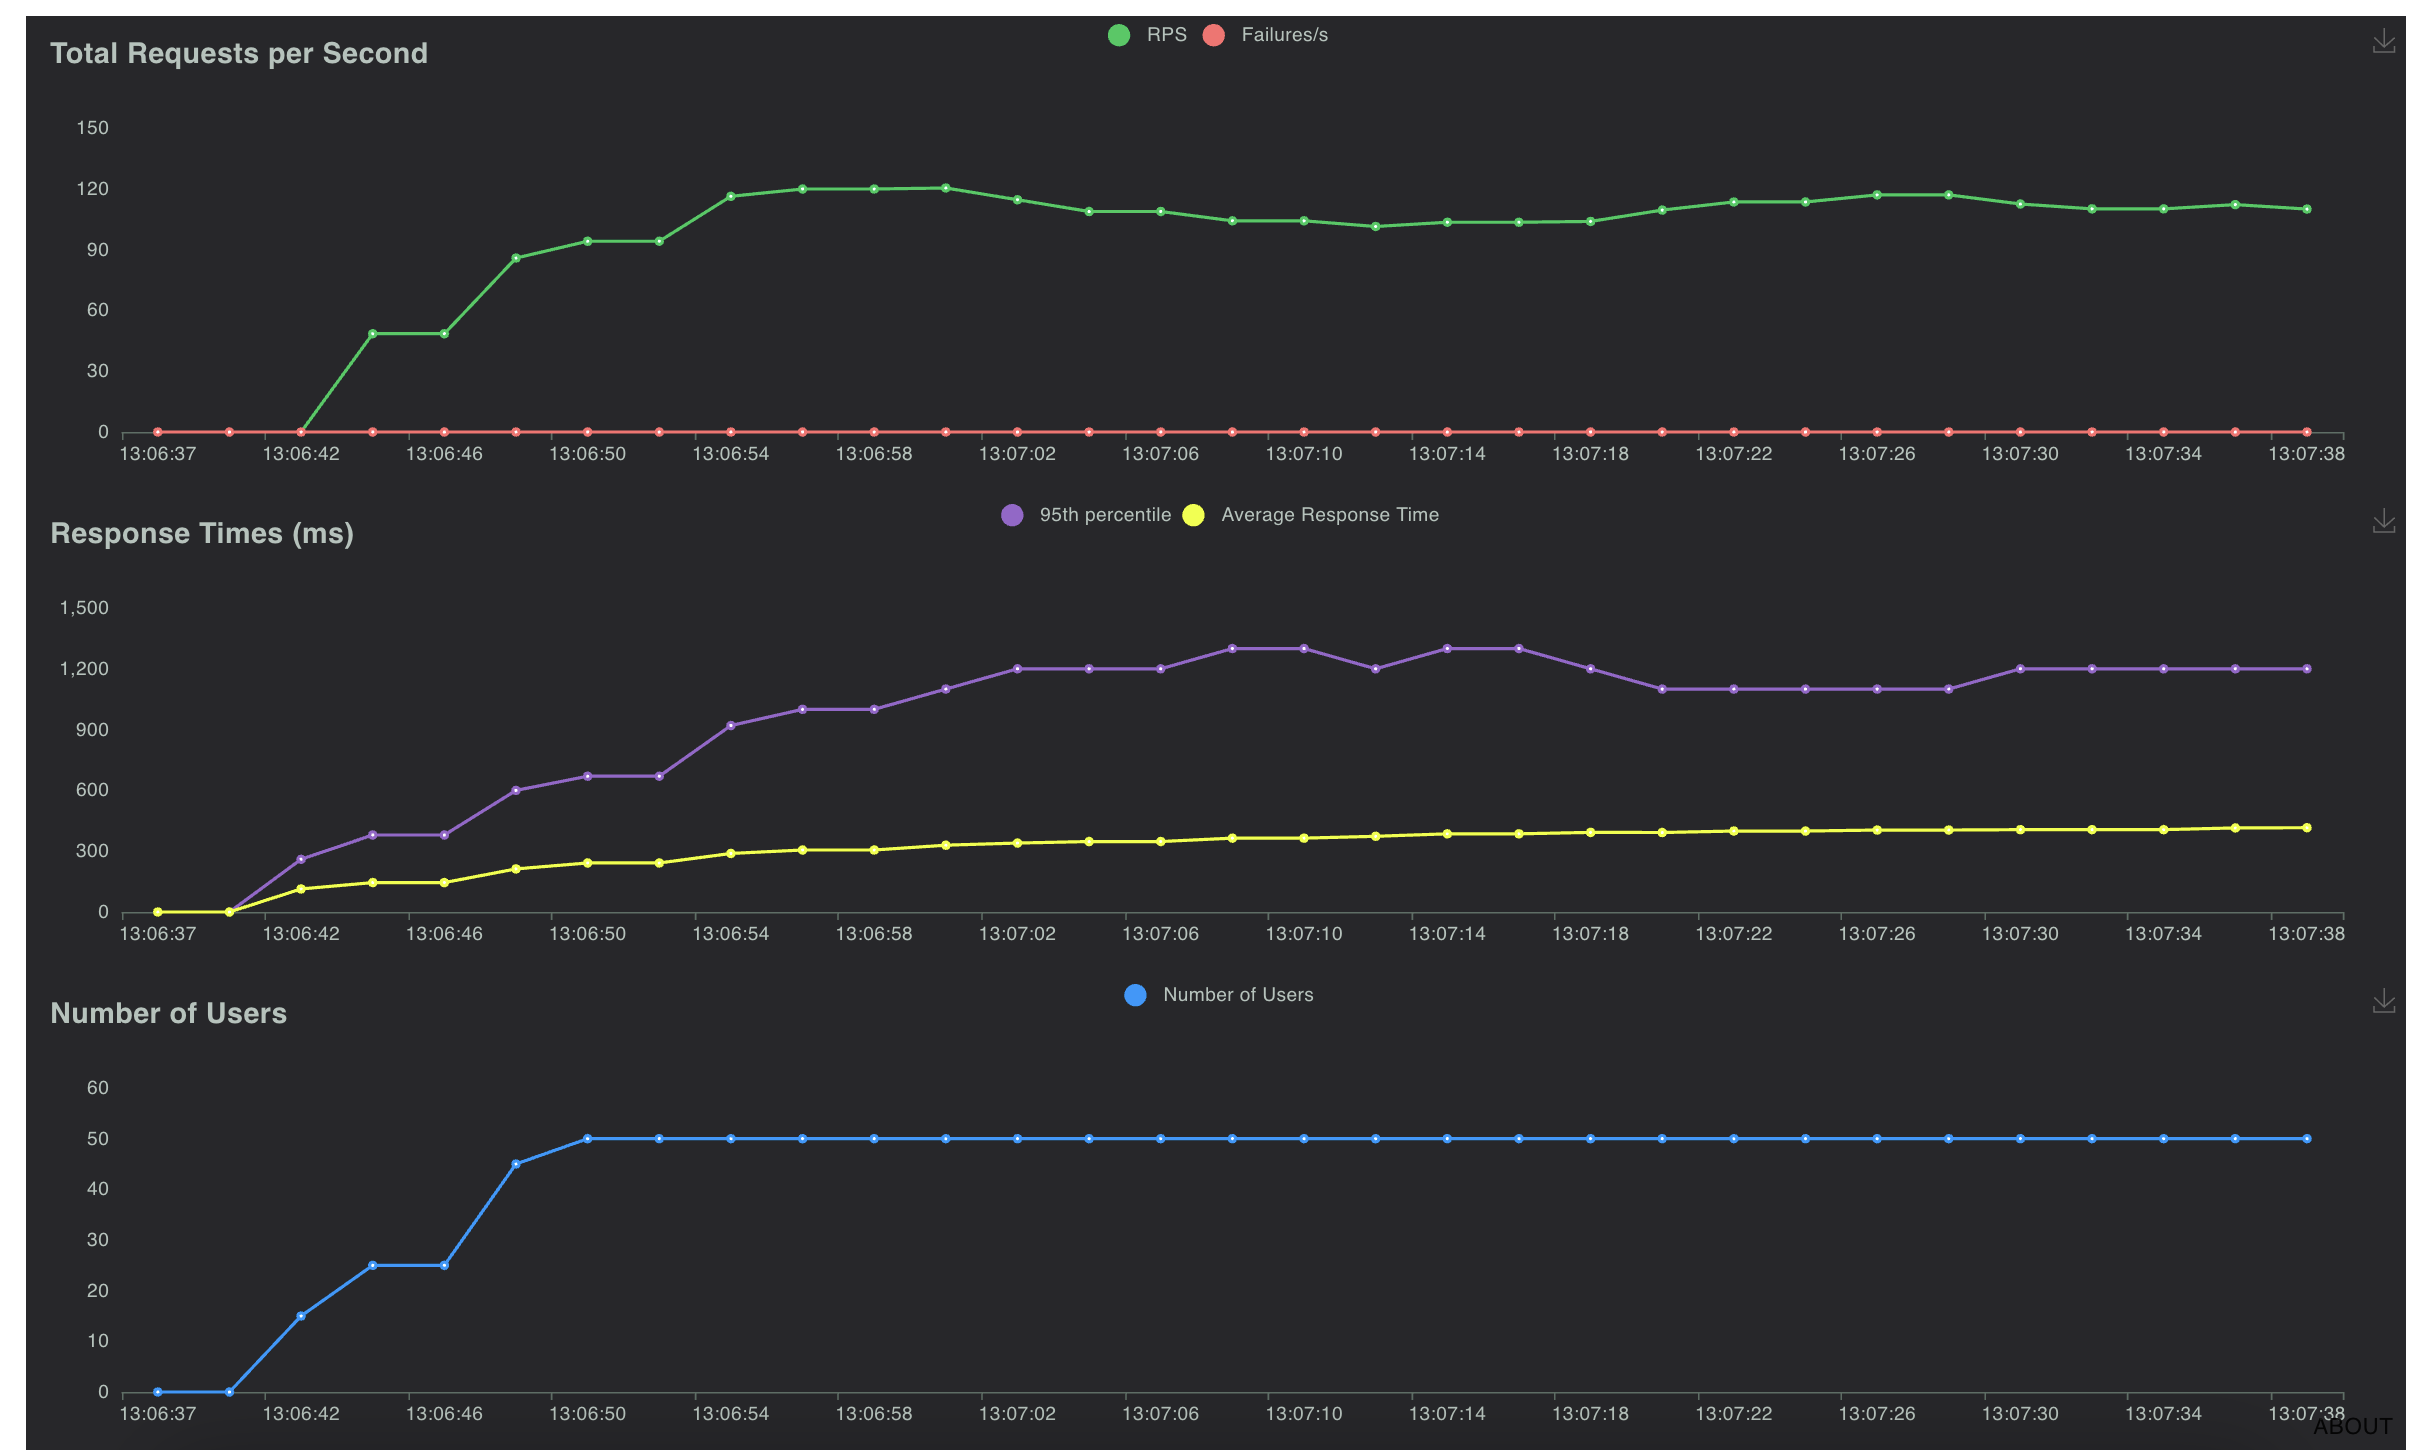 RPS Failures/s
Total Requests per Second
150
120
90
60
30
0
13:06:37 13:06:42 13:06:46 13:06:50 13:06:54 13:06:58 13:07:02 13:07:06 13:07:10 13:07:14 13:07:18 13:07:22 13:07:26 13:07:30 13:07:34 13:07:38
95th percentile Average Response Time
Response Times (ms)
1,500
1,200
900
600
300
0
13:06:37 13:06:42 13:06:46 13:06:50 13:06:54 13:06:58 13:07:02 13:07:06 13:07:10 13:07:14 13:07:18 13:07:22 13:07:26 13:07:30 13:07:34 13:07:38
Number of Users
Number of Users
60
50
40
30
20
10
0
13:06:37 13:06:42 13:06:46 13:06:50 13:06:54 13:06:58 13:07:02 13:07:06 13:07:10 13:07:14 13:07:18 13:07:22 13:07:26 13:07:30 13:07:34 13:07:38
ABOUT